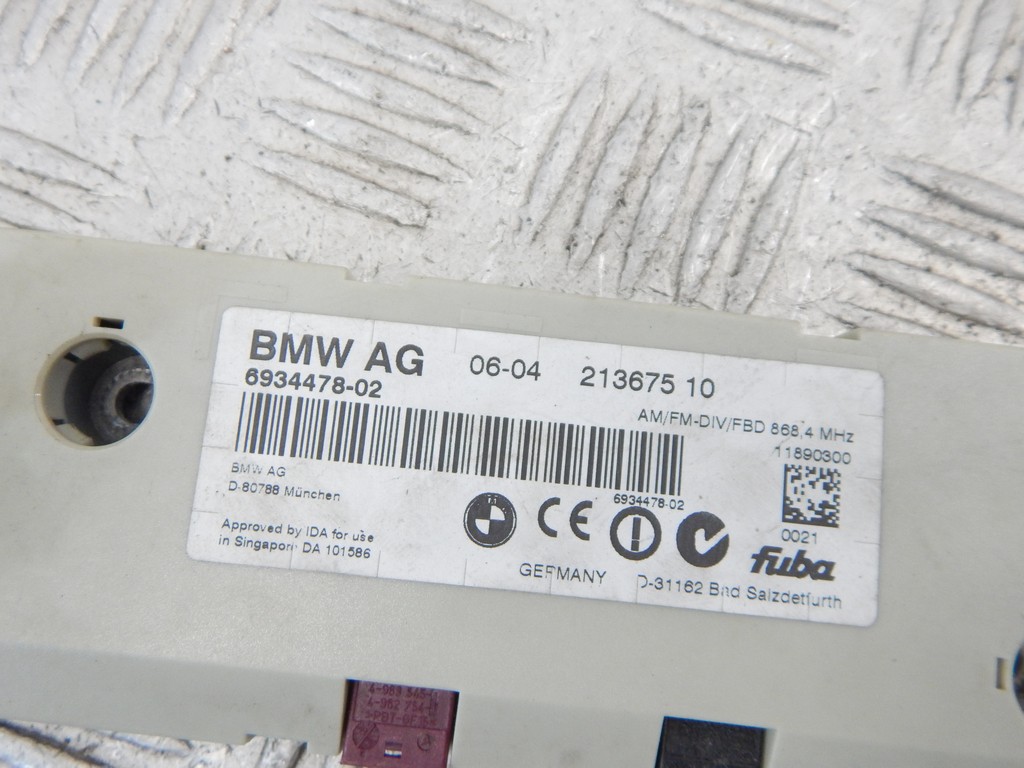 BMW AG 06-04 213675 10
6934478-02
AM/FM-DIV/FBD 868,4 MHz
11890300
BMW AG
D-80788 München
6934478-02
0021
Approved by IDA for use
in Singapore DA 101586
CE
fuba
GERMANY D-31162 Bad Salzdetfurth